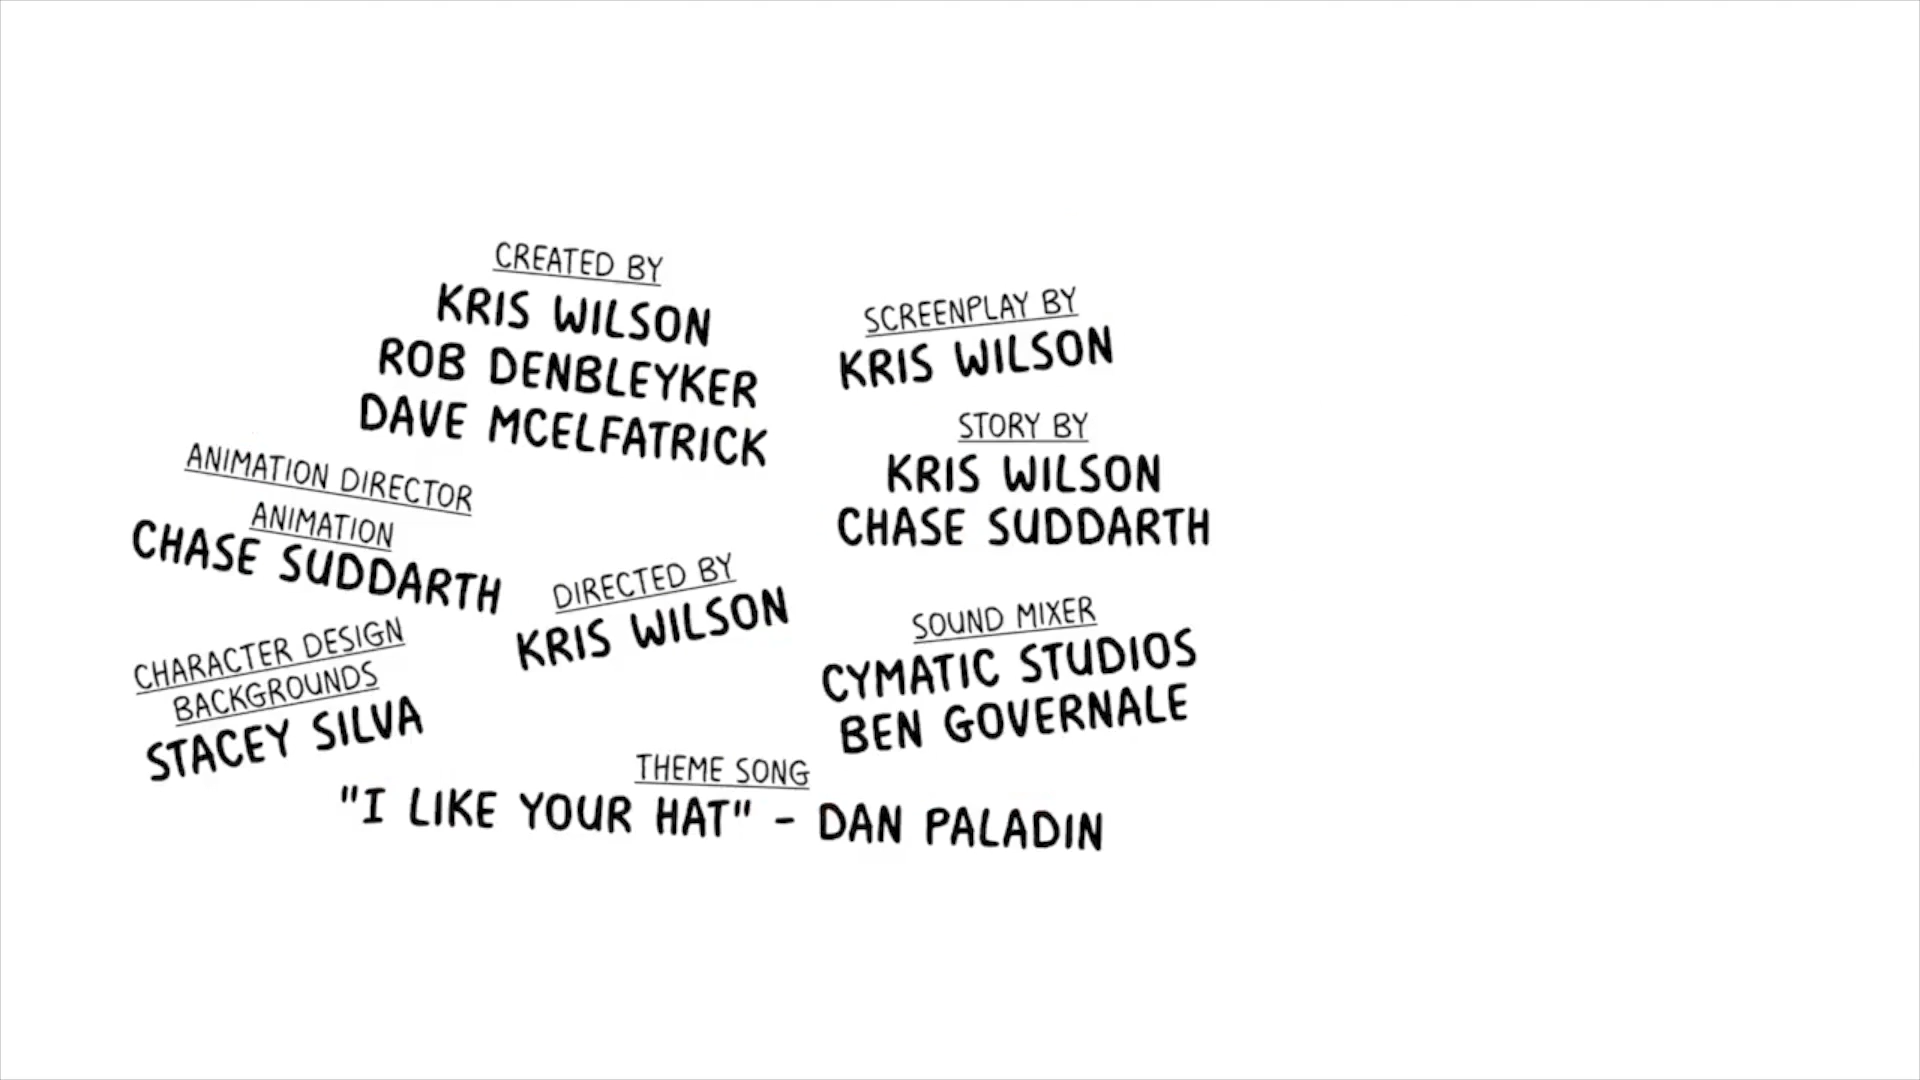 CREATED BY
KRIS WILSON
ROB DENBLEYKER
DAVE MCELFATRICK
SCREENPLAY BY
KRIS WILSON
STORY BY
KRIS WILSON
CHASE SUDDARTH
ANIMATION DIRECTOR
ANIMATION
CHASE SUDDARTH
DIRECTED BY
KRIS WILSON
SOUND MIXER
CYMATIC STUDIOS
BEN GOVERNALE
CHARACTER DESIGN
BACKGROUNDS
STACEY SILVA
THEME SONG
"I LIKE YOUR HAT" - DAN PALADIN